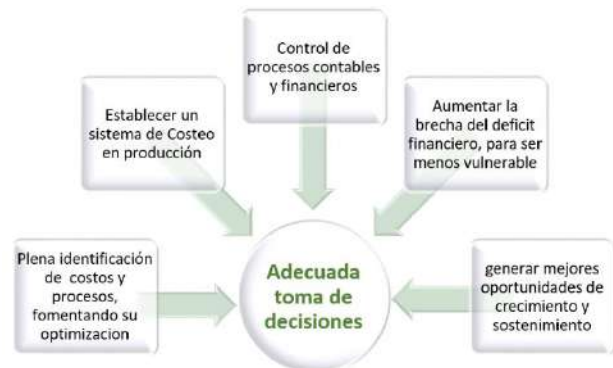 Control de
procesos contables
y financieros
Establecer un
sistema de Costeo
en producción
Aumentar la
brecha del deficit
financiero, para ser
menos vulnerable
Plena identificación
de costos y
procesos,
fomentando su
optimizacion
Adecuada
toma de
decisiones
generar mejores
oportunidades de
crecimiento y
sostenimiento